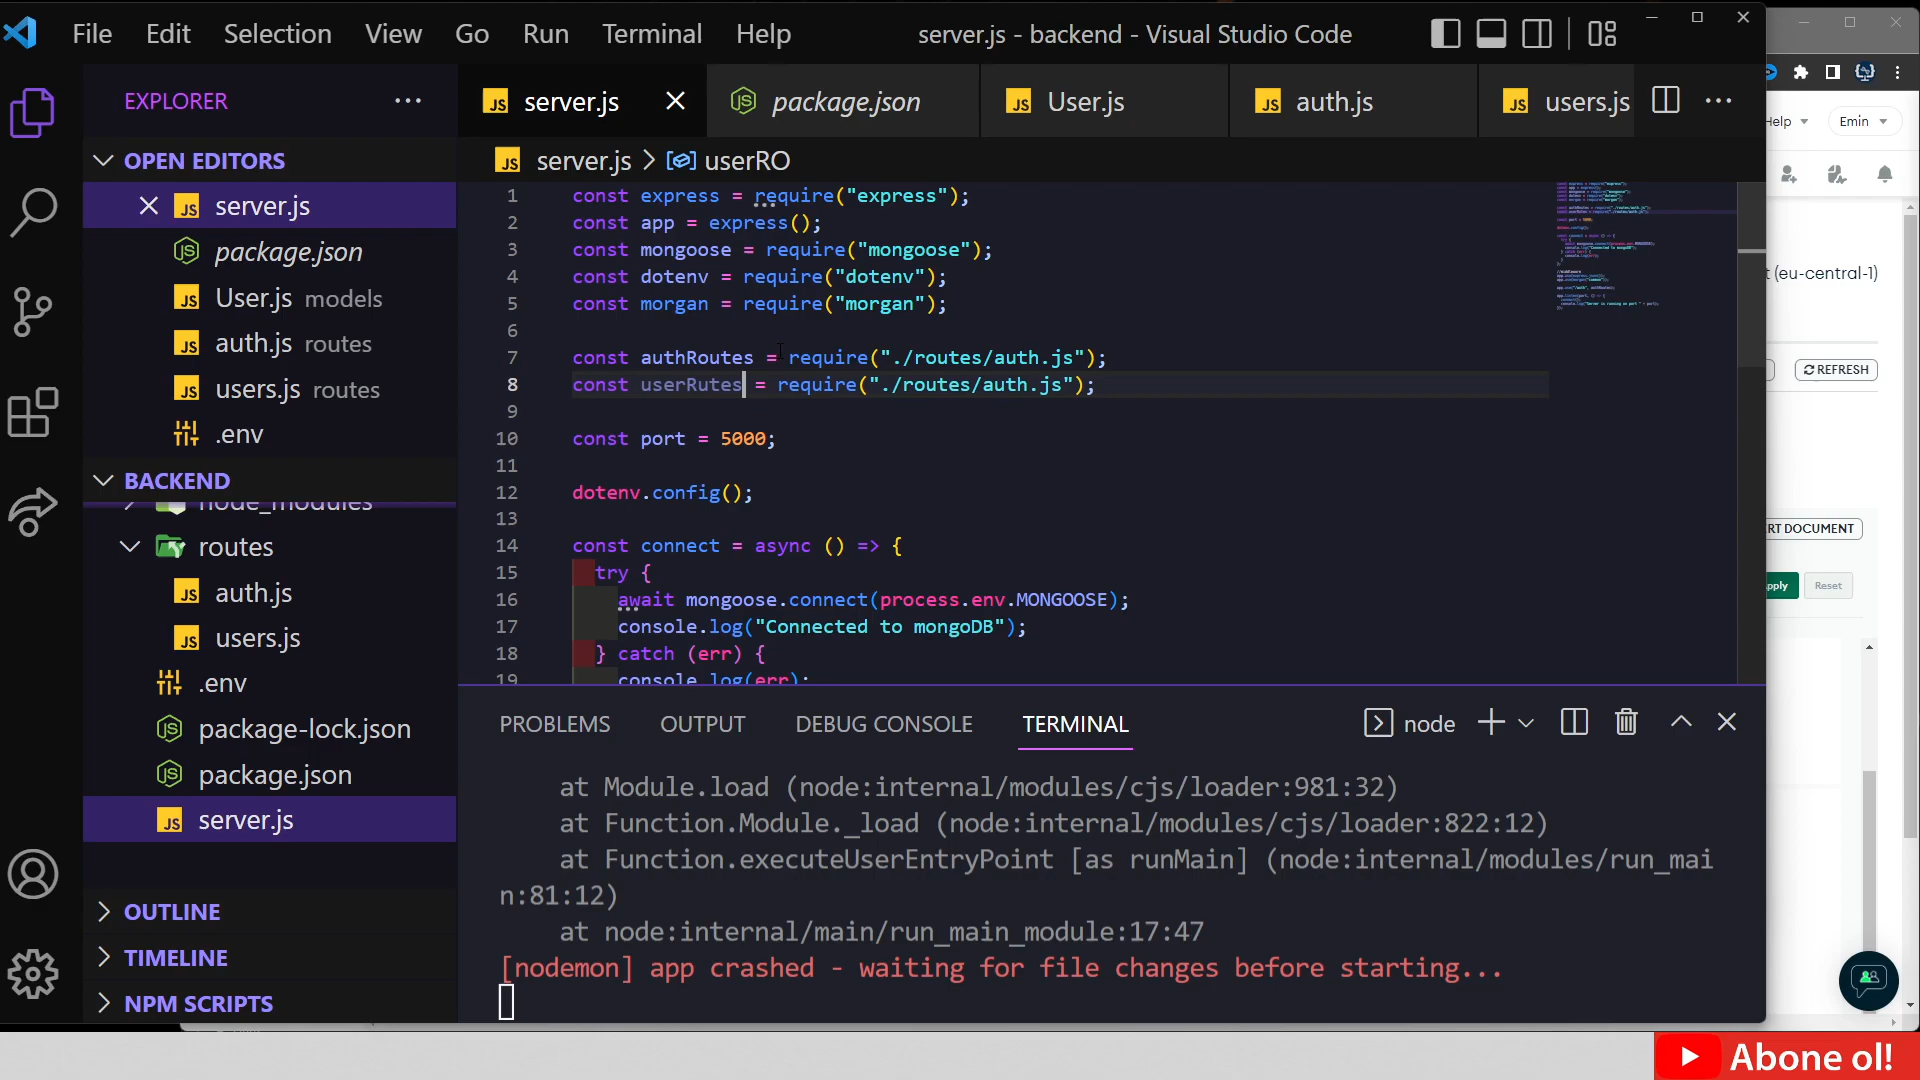 File Edit Selection View Go Run Terminal Help server.js - backend - Visual Studio Code
EXPLORER
server.js
package.json
User.js
auth.js
users.js
OPEN EDITORS
server.js
package.json
User.js models
auth.js routes
users.js routes
.env
BACKEND
node_modules
routes
auth.js
users.js
.env
package-lock.json
package.json
server.js
OUTLINE
TIMELINE
NPM SCRIPTS
server.js > userRO
1 const express = require("express");
2 const app = express();
3 const mongoose = require("mongoose");
4 const dotenv = require("dotenv");
5 const morgan = require("morgan");
6
7 const authRoutes = require("./routes/auth.js");
8 const userRutes = require("./routes/auth.js");
9
10 const port = 5000;
11
12 dotenv.config();
13
14 const connect = async () => {
15 try {
16 await mongoose.connect(process.env.MONGOOSE);
17 console.log("Connected to mongoDB");
18 } catch (err) {
19 console.log(err);
PROBLEMS OUTPUT DEBUG CONSOLE TERMINAL node
at Module.load (node:internal/modules/cjs/loader:981:32)
at Function.Module._load (node:internal/modules/cjs/loader:822:12)
at Function.executeUserEntryPoint [as runMain] (node:internal/modules/run_mai
n:81:12)
at node:internal/main/run_main_module:17:47
[nodemon] app crashed - waiting for file changes before starting...
Help
Emin
t (eu-central-1)
REFRESH
RT DOCUMENT
pply
Reset
Abone ol!